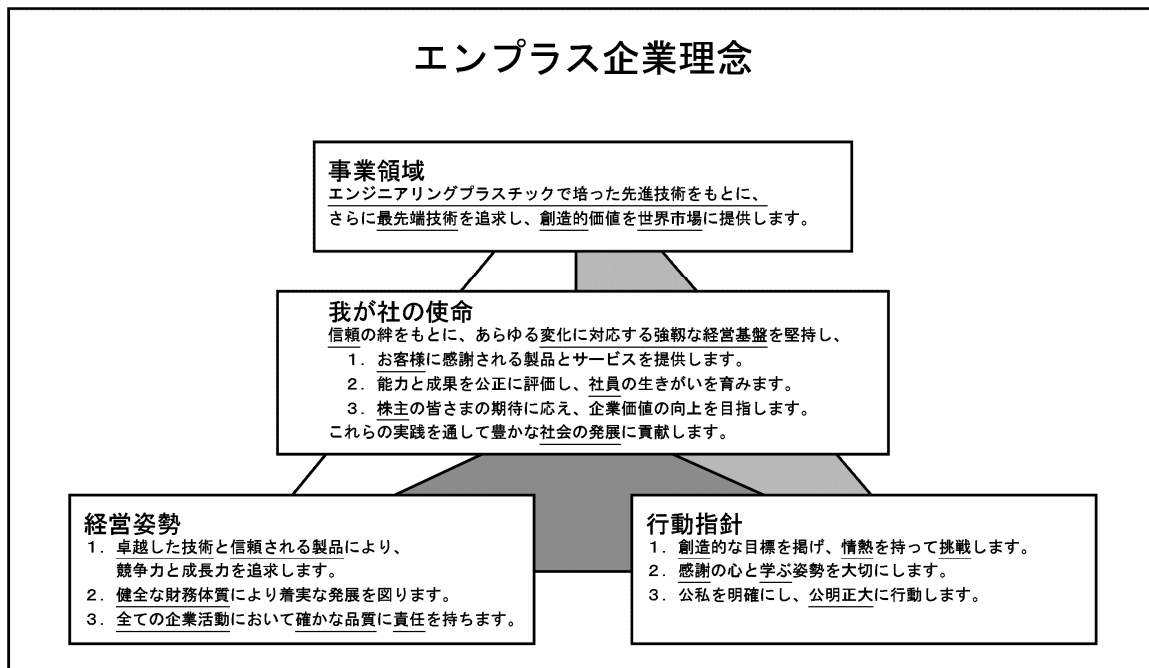 エンプラス企業理念
事業領域
エンジニアリングプラスチックで培った先進技術をもとに、
さらに最先端技術を追求し、創造的価値を世界市場に提供します。
我が社の使命
信頼の絆をもとに、あらゆる変化に対応する強靱な経営基盤を堅持し、
1. お客様に感謝される製品とサービスを提供します。
2. 能力と成果を公正に評価し、社員の生きがいを育みます。
3. 株主の皆さまの期待に応え、企業価値の向上を目指します。
これらの実践を通して豊かな社会の発展に貢献します。
経営姿勢
1. 卓越した技術と信頼される製品により、
競争力と成長力を追求します。
2. 健全な財務体質により着実な発展を図ります。
3. 全ての企業活動において確かな品質に責任を持ちます。
行動指針
1. 創造的な目標を掲げ、情熱を持って挑戦します。
2. 感謝の心と学ぶ姿勢を大切にします。
3. 公私を明確にし、公明正大に行動します。